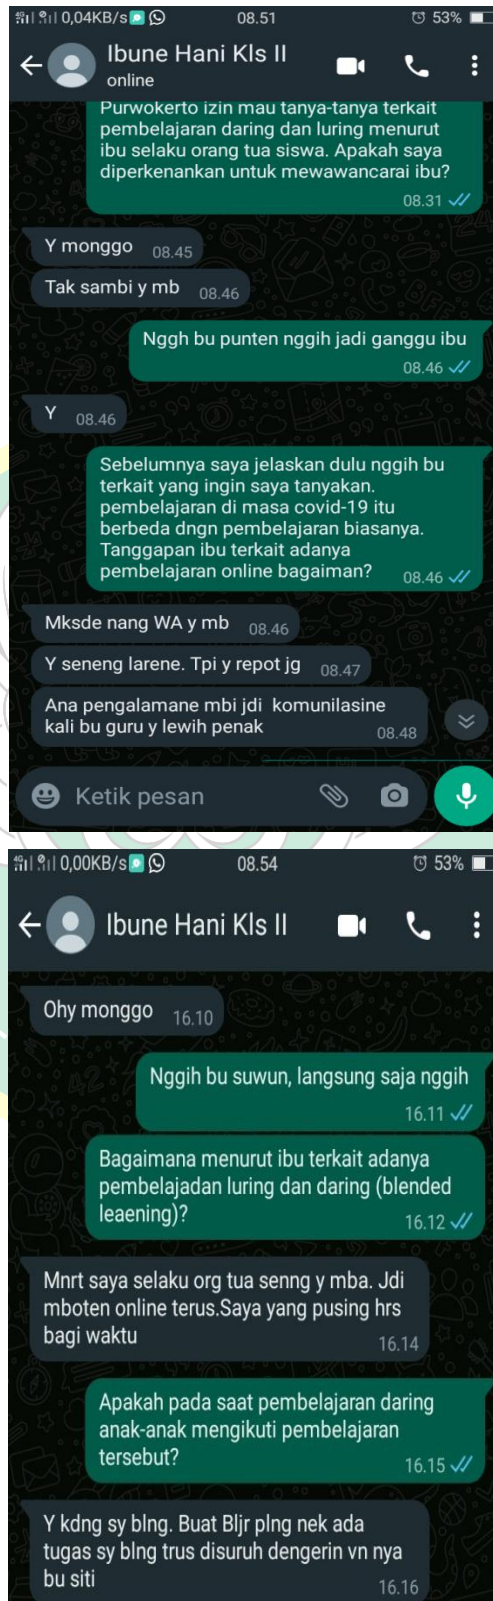 0,04KB/s 08.51 53%
Ibune Hani Kls II
online
Purwokerto izin mau tanya-tanya terkait
pembelajaran daring dan luring menurut
ibu selaku orang tua siswa. Apakah saya
diperkenankan untuk mewawancarai ibu?
08.31
Y monggo 08.45
Tak sambi y mb 08.46
Nggh bu punten nggih jadi ganggu ibu
08.46
Y 08.46
Sebelumnya saya jelaskan dulu nggih bu
terkait yang ingin saya tanyakan.
pembelajaran di masa covid-19 itu
berbeda dngn pembelajaran biasanya.
Tanggapan ibu terkait adanya
pembelajaran online bagaiman? 08.46
Mksde nang WA y mb 08.46
Y seneng larene. Tpi y repot jg 08.47
Ana pengalamane mbi jdi komunilasine
kali bu guru y lewih penak 08.48
Ketik pesan
0,00KB/s 08.54 53%
Ibune Hani Kls II
Ohy monggo 16.10
Nggih bu suwun, langsung saja nggih
16.11
Bagaimana menurut ibu terkait adanya
pembelajadan luring dan daring (blended
leaening)? 16.12
Mnrt saya selaku org tua senng y mba. Jdi
mboten online terus.Saya yang pusing hrs
bagi waktu 16.14
Apakah pada saat pembelajaran daring
anak-anak mengikuti pembelajaran
tersebut? 16.15
Y kdng sy blng. Buat Bljr plng nek ada
tugas sy blng trus disuruh dengerin vn nya
bu siti 16.16